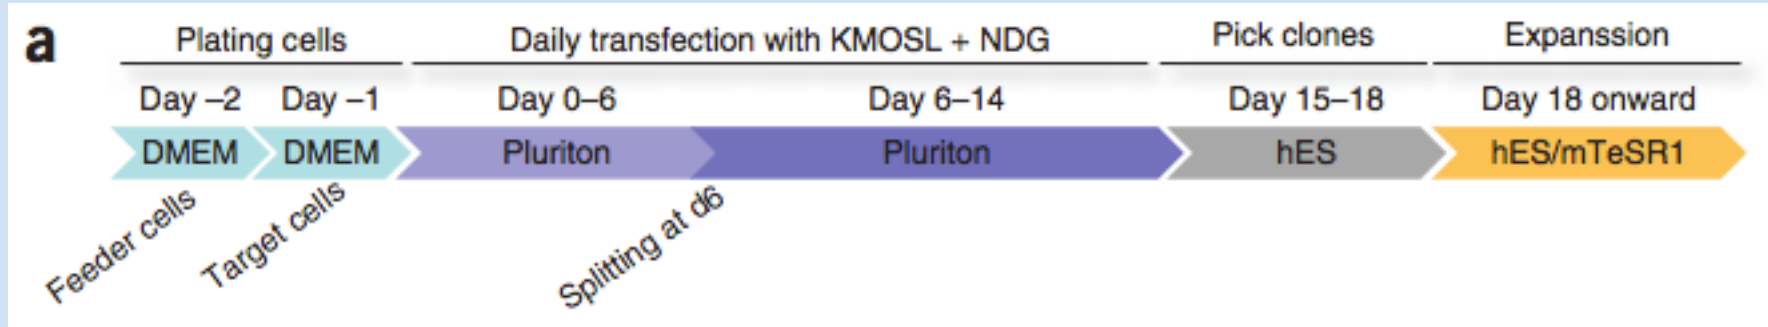 a
Plating cells
Daily transfection with KMOSL + NDG
Pick clones
Expanssion
Day –2
Day –1
Day 0–6
Day 6–14
Day 15–18
Day 18 onward
DMEM
DMEM
Pluriton
Pluriton
hES
hES/mTeSR1
Feeder cells
Target cells
Splitting at d6